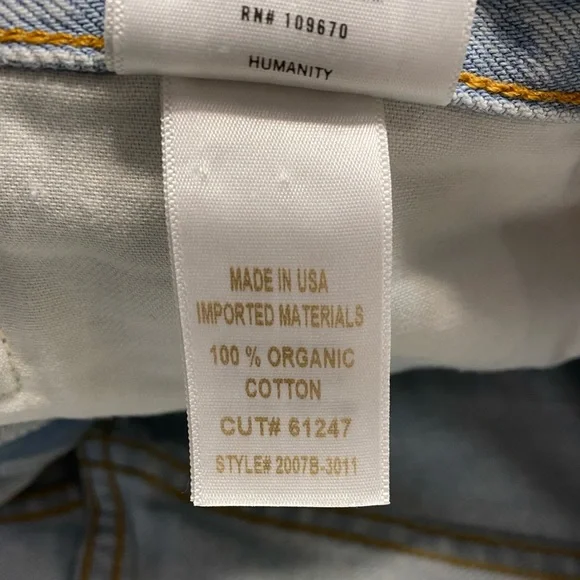 RN# 109670
HUMANITY
MADE IN USA
IMPORTED MATERIALS
100 % ORGANIC
COTTON
CUT# 61247
STYLE# 2007B-3011